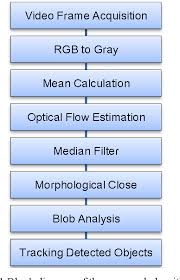 Video Frame Acquisition
RGB to Gray
Mean Calculation
Optical Flow Estimation
Median Filter
Morphological Close
Blob Analysis
Tracking Detected Objects